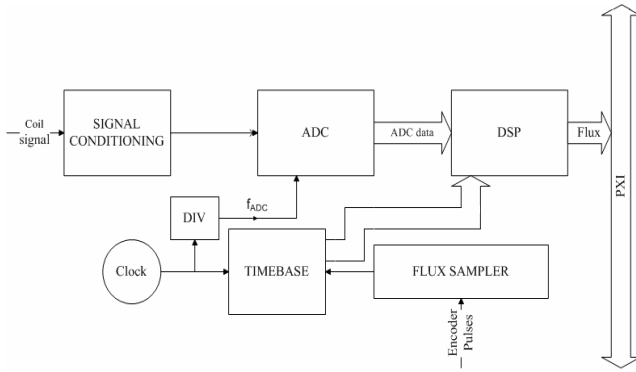 Coil
signal
SIGNAL
CONDITIONING
ADC
ADC data
DSP
Flux
PXI
DIV
fADC
Clock
TIMEBASE
FLUX SAMPLER
Encoder
Pulses